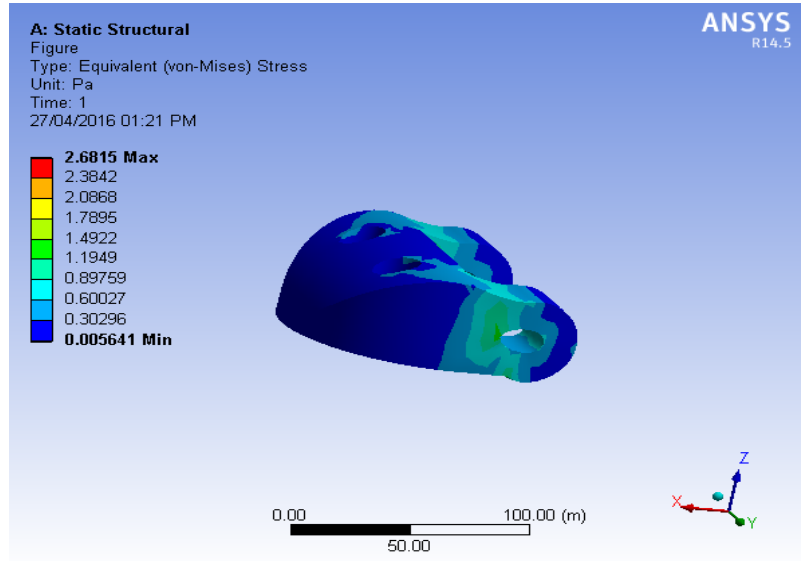 A: Static Structural
Figure
Type: Equivalent (von-Mises) Stress
Unit: Pa
Time: 1
27/04/2016 01:21 PM
ANSYS
R14.5
2.6815 Max
2.3842
2.0868
1.7895
1.4922
1.1949
0.89759
0.60027
0.30296
0.005641 Min
0.00
100.00 (m)
50.00
Z
X
Y